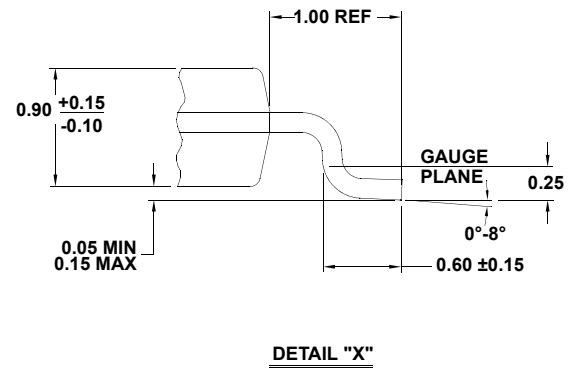 1.00 REF
0.90 +0.15
-0.10
GAUGE
PLANE
0.25
0°-8°
0.05 MIN
0.15 MAX
0.60 ±0.15
DETAIL "X"